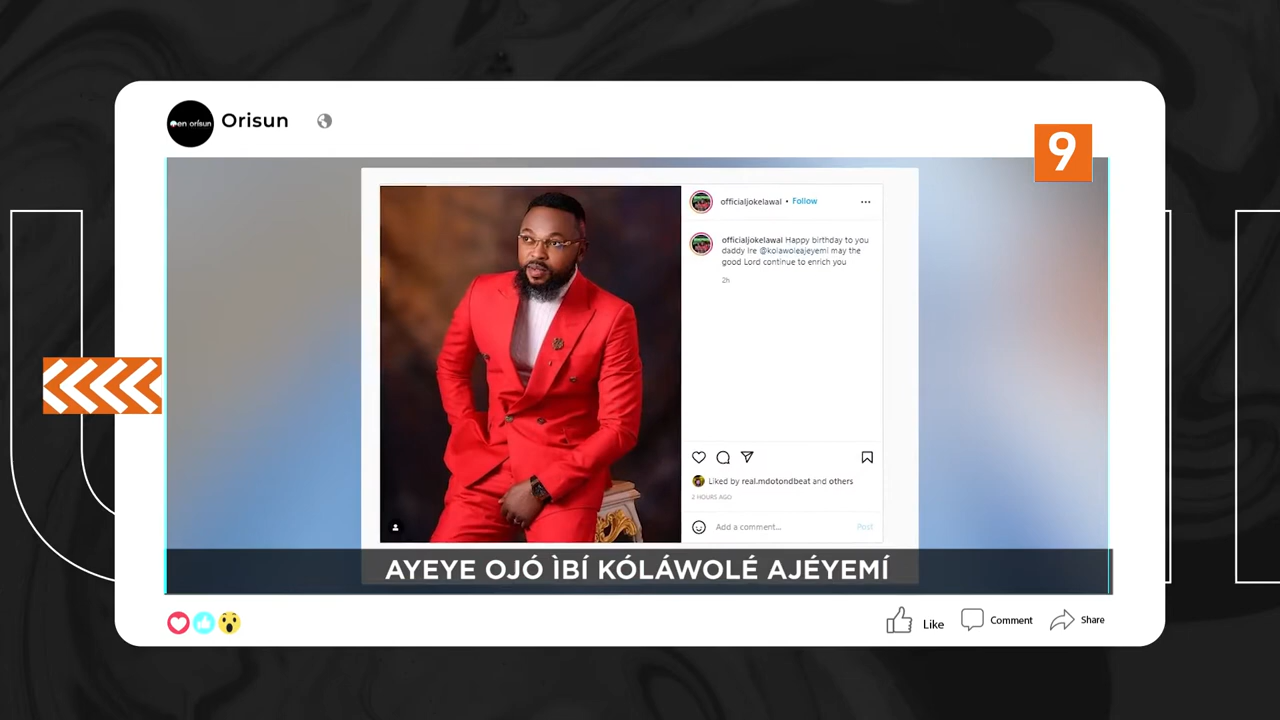 en orísun
Orisun
9
officialjokelawal • Follow
officialjokelawal Happy birthday to you
daddy Ire @kolawoleajeyemi may the
good Lord continue to enrich you
2h
Liked by real.mdotondbeat and others
2 HOURS AGO
Add a comment...
Post
AYEYE OJÓ ÌBÍ KÓLÁWOLÉ AJÉYEMÍ
Like
Comment
Share